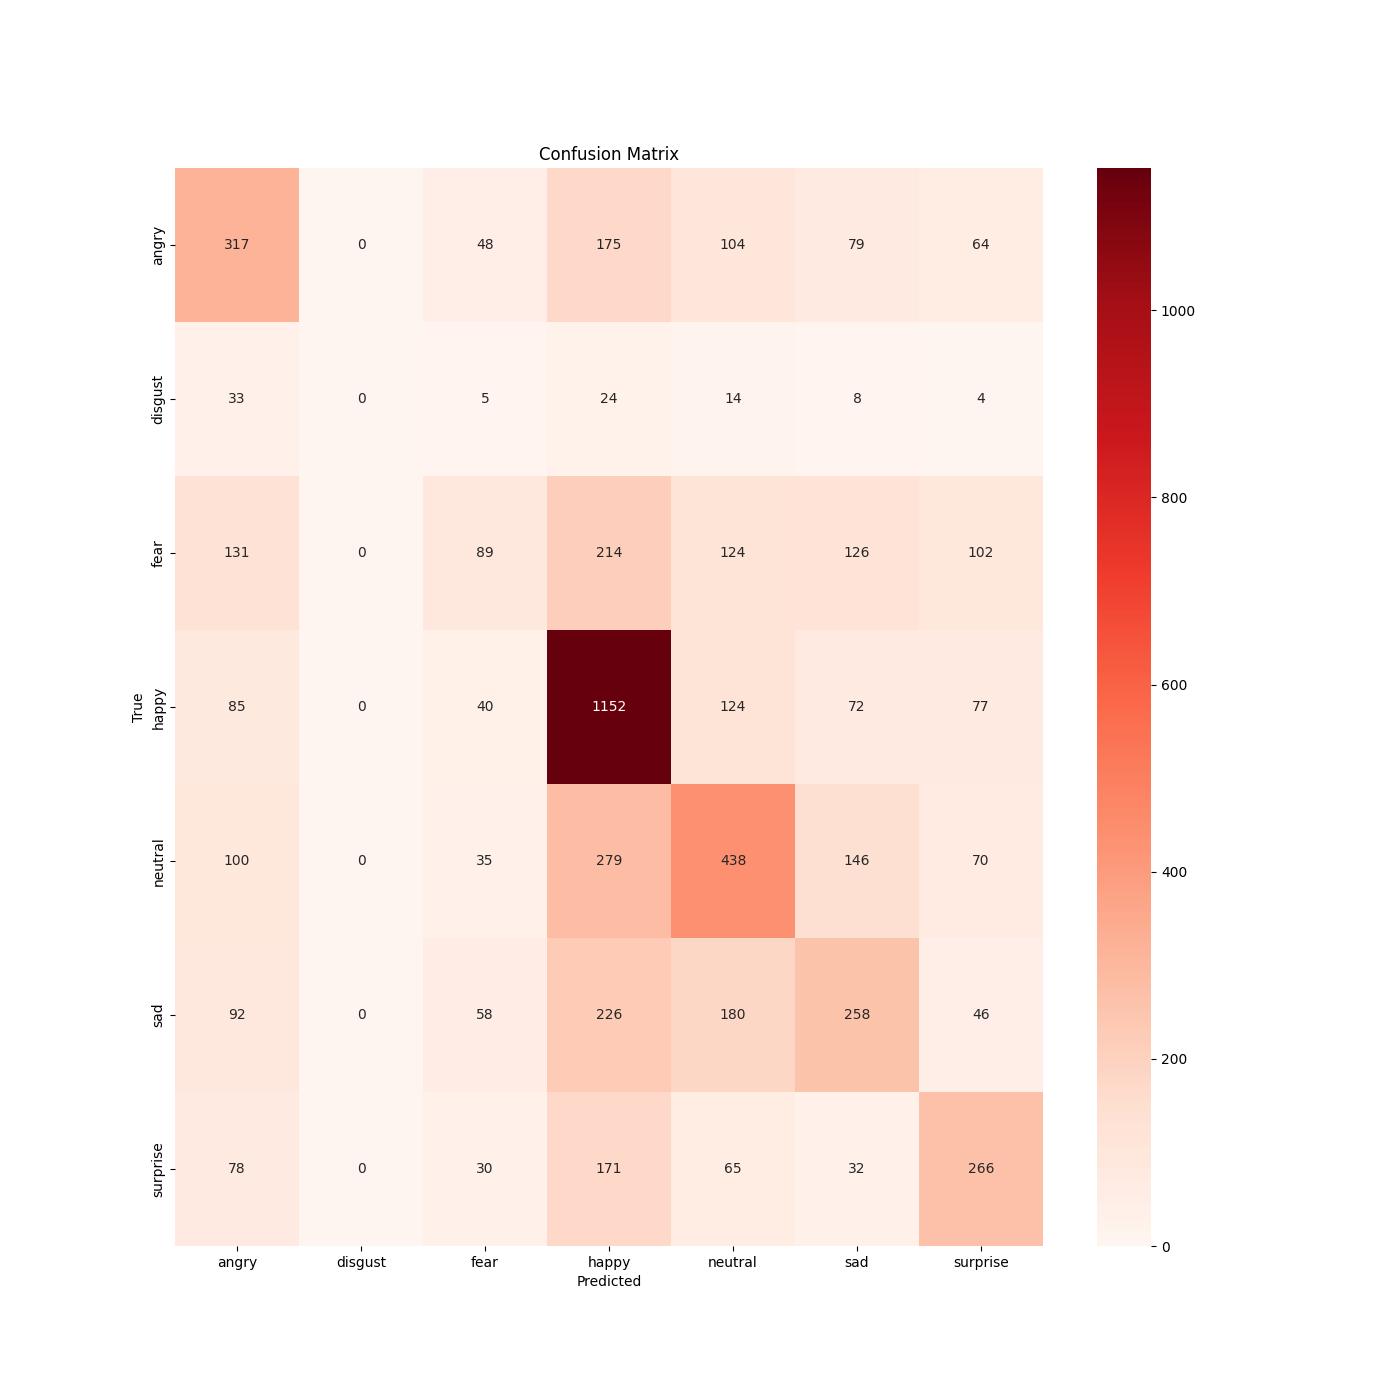 Confusion Matrix
angry 317 0 48 175 104 79 64
disgust 33 0 5 24 14 8 4
fear 131 0 89 214 124 126 102
happy 85 0 40 1152 124 72 77
neutral 100 0 35 279 438 146 70
sad 92 0 58 226 180 258 46
surprise 78 0 30 171 65 32 266
True
angry disgust fear happy neutral sad surprise
Predicted
1000
800
600
400
200
0